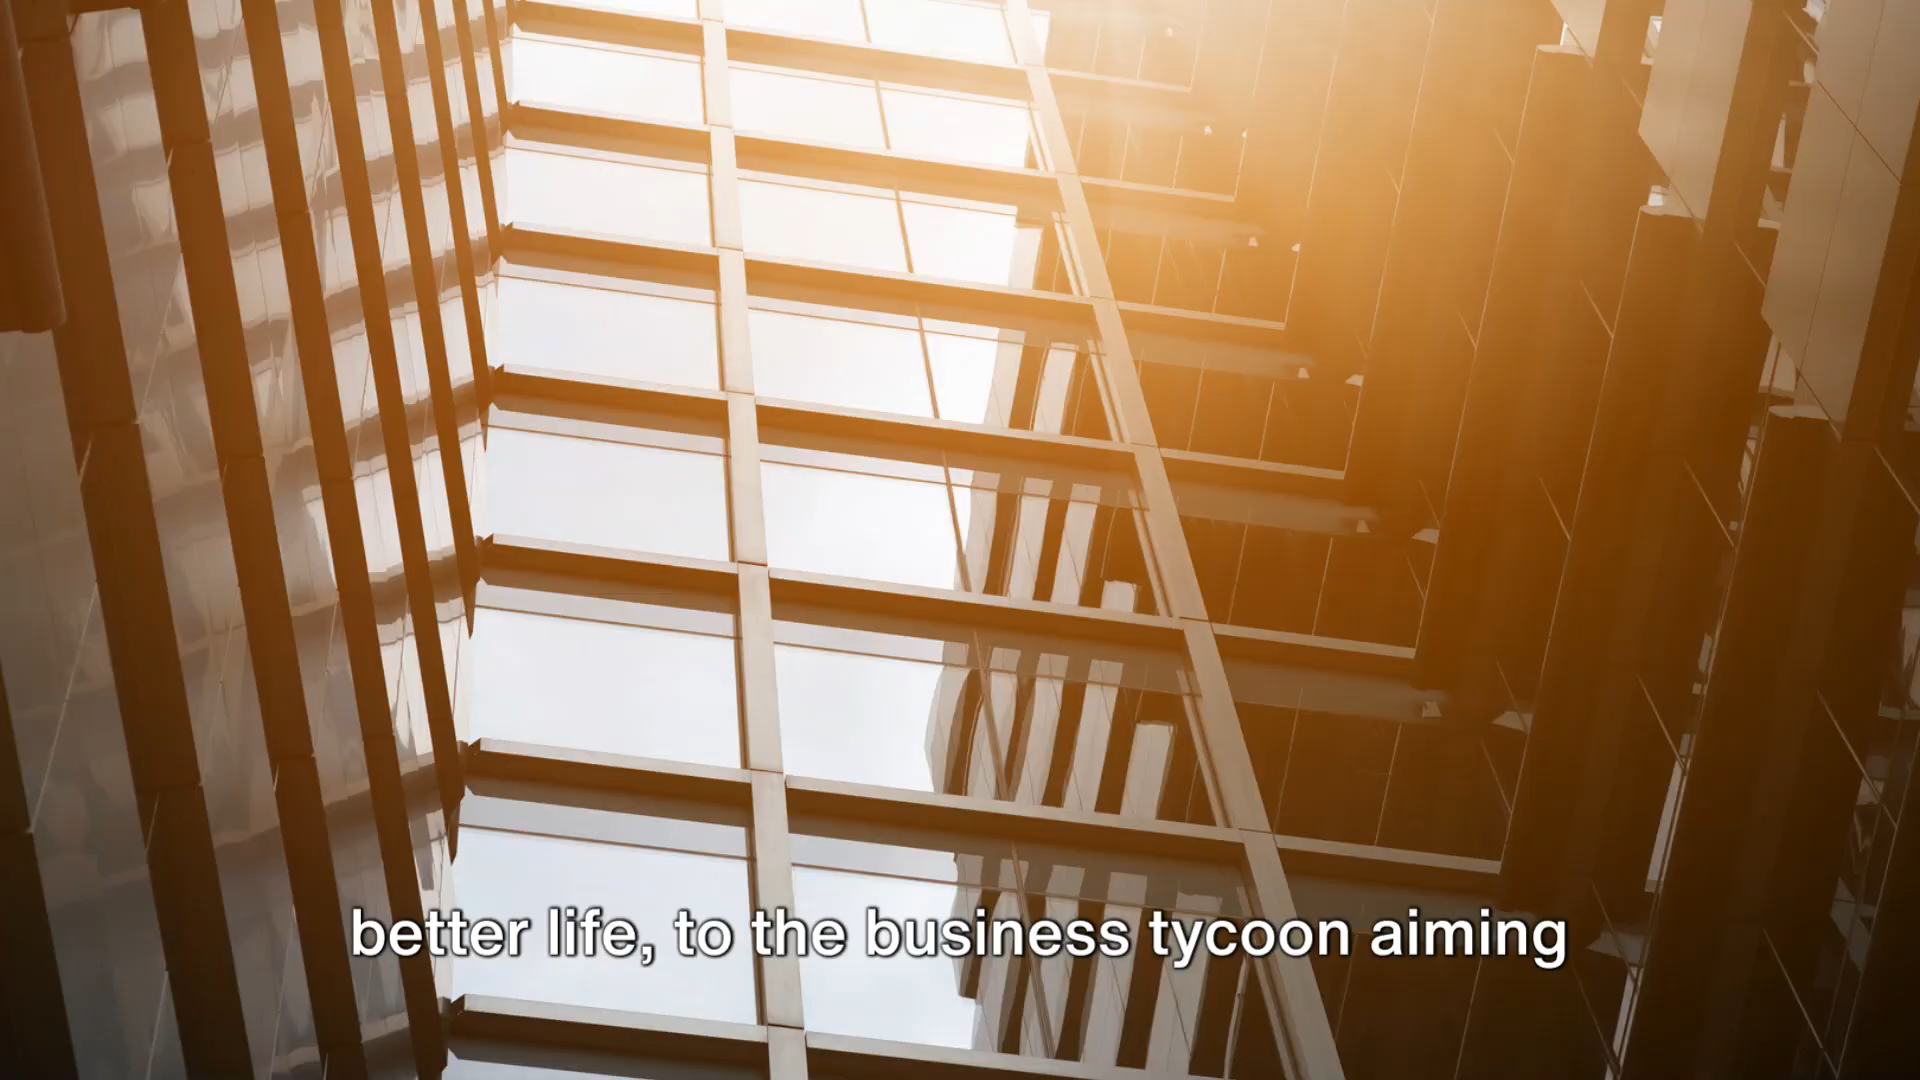 better life, to the business tycoon aiming